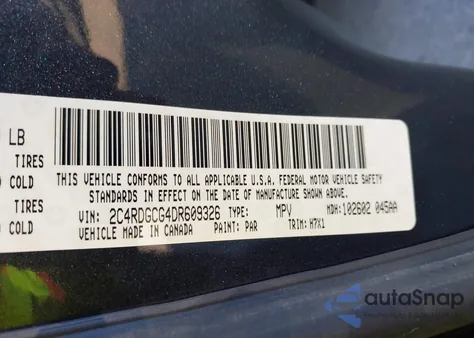 LB
TIRES
COLD
TIRES
COLD
THIS VEHICLE CONFORMS TO ALL APPLICABLE U.S.A. FEDERAL MOTOR VEHICLE SAFETY
STANDARDS IN EFFECT ON THE DATE OF MANUFACTURE SHOWN ABOVE.
VIN: 2C4RDGCG4DR609326 TYPE: MPV MDH: 102602 045AA
VEHICLE MADE IN CANADA PAINT: PAR TRIM: H7X1
autaSnap